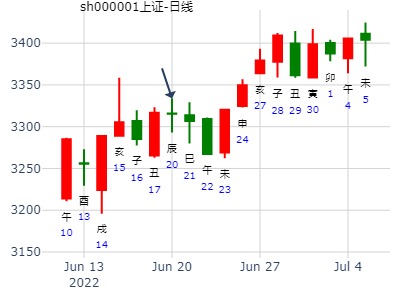 sh000001上证-日线
3400
3350
3300
3250
3200
3150
午
10
酉
13
戌
14
亥
15
子
16
丑
17
辰
20
巳
21
午
22
未
23
申
24
亥
27
子
28
丑
29
寅
30
卯
1
午
4
未
5
Jun 13
2022
Jun 20
Jun 27
Jul 4